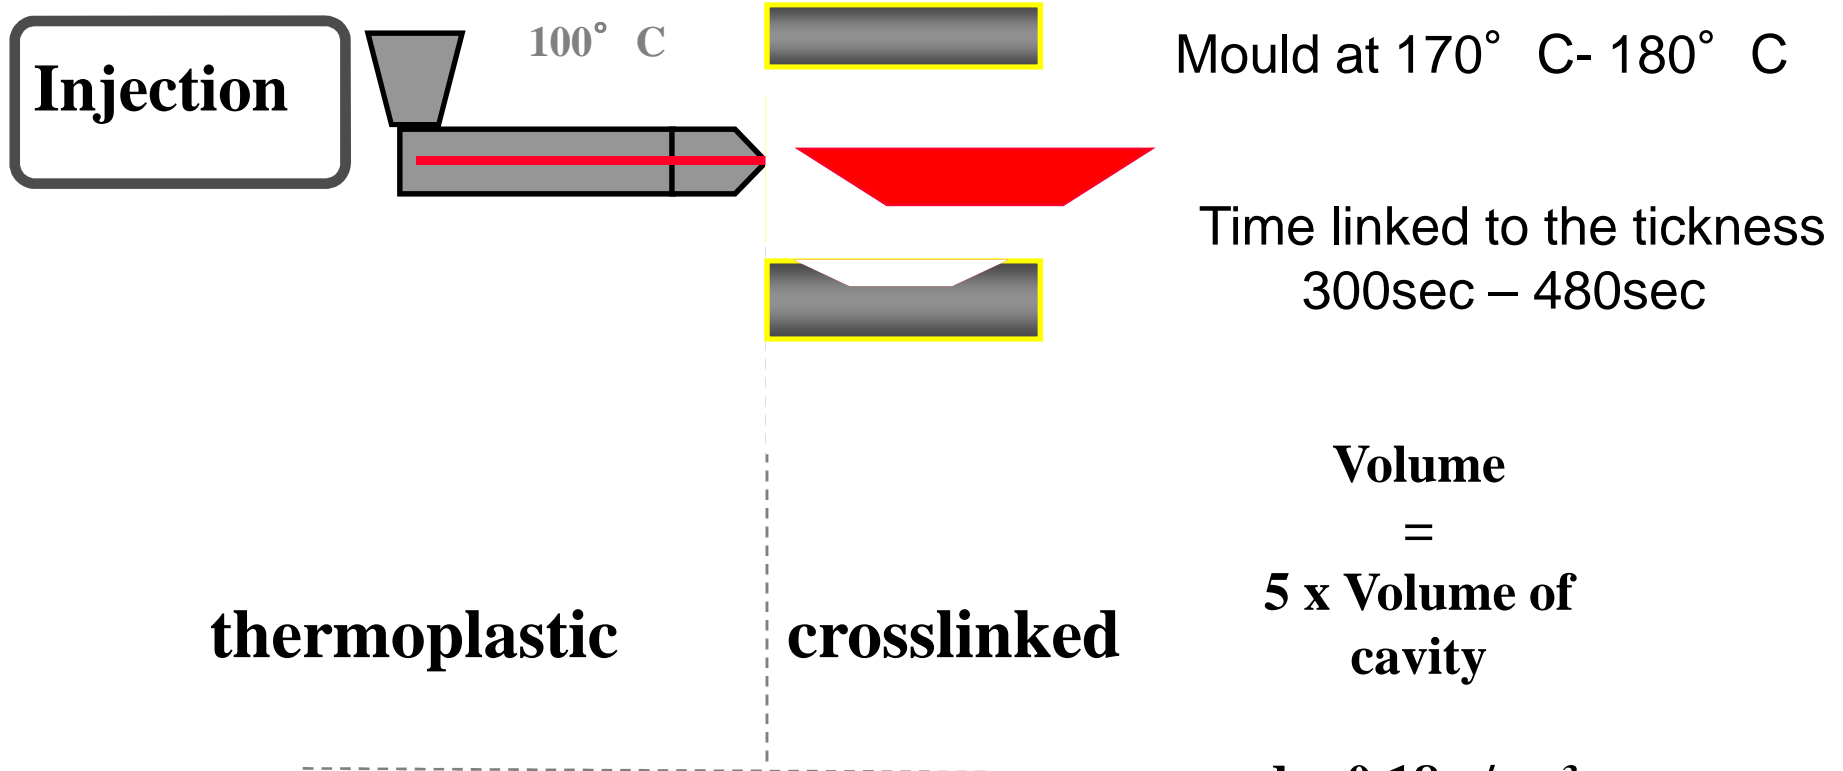 Injection
100° C
Mould at 170° C- 180° C
Time linked to the tickness
300sec – 480sec
Volume
=
5 x Volume of
cavity
thermoplastic
crosslinked